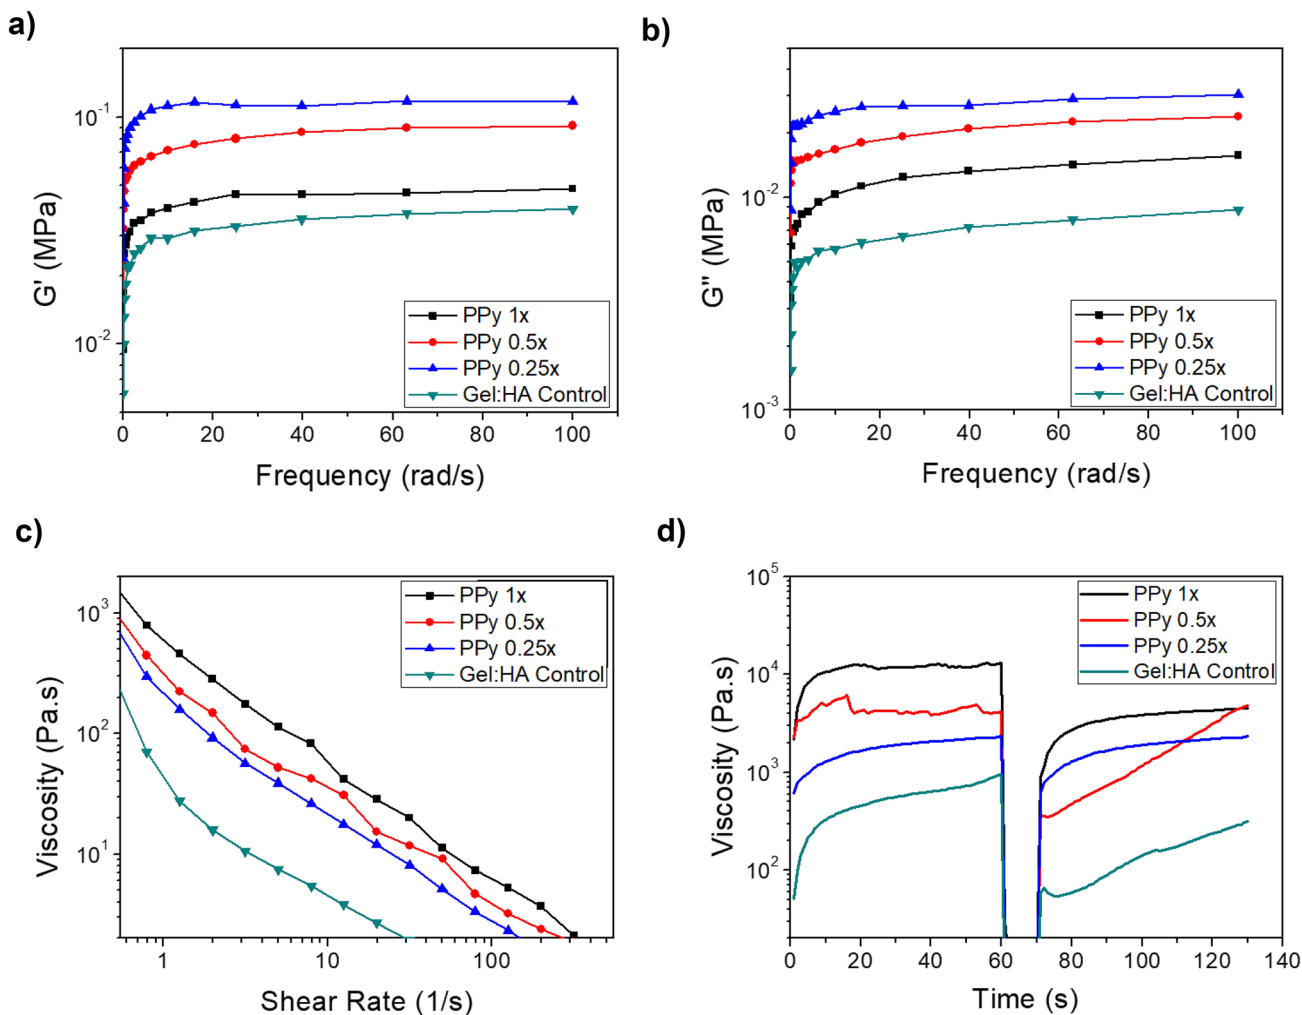 a)
10⁻¹
10⁻²
G' (MPa)
PPy 1x
PPy 0.5x
PPy 0.25x
Gel:HA Control
0 20 40 60 80 100
Frequency (rad/s)
b)
10⁻²
10⁻³
G" (MPa)
PPy 1x
PPy 0.5x
PPy 0.25x
Gel:HA Control
0 20 40 60 80 100
Frequency (rad/s)
c)
10³
10²
10¹
Viscosity (Pa.s)
PPy 1x
PPy 0.5x
PPy 0.25x
Gel:HA Control
1 10 100
Shear Rate (1/s)
d)
10⁵
10⁴
10³
10²
Viscosity (Pa.s)
PPy 1x
PPy 0.5x
PPy 0.25x
Gel:HA Control
0 20 40 60 80 100 120 140
Time (s)